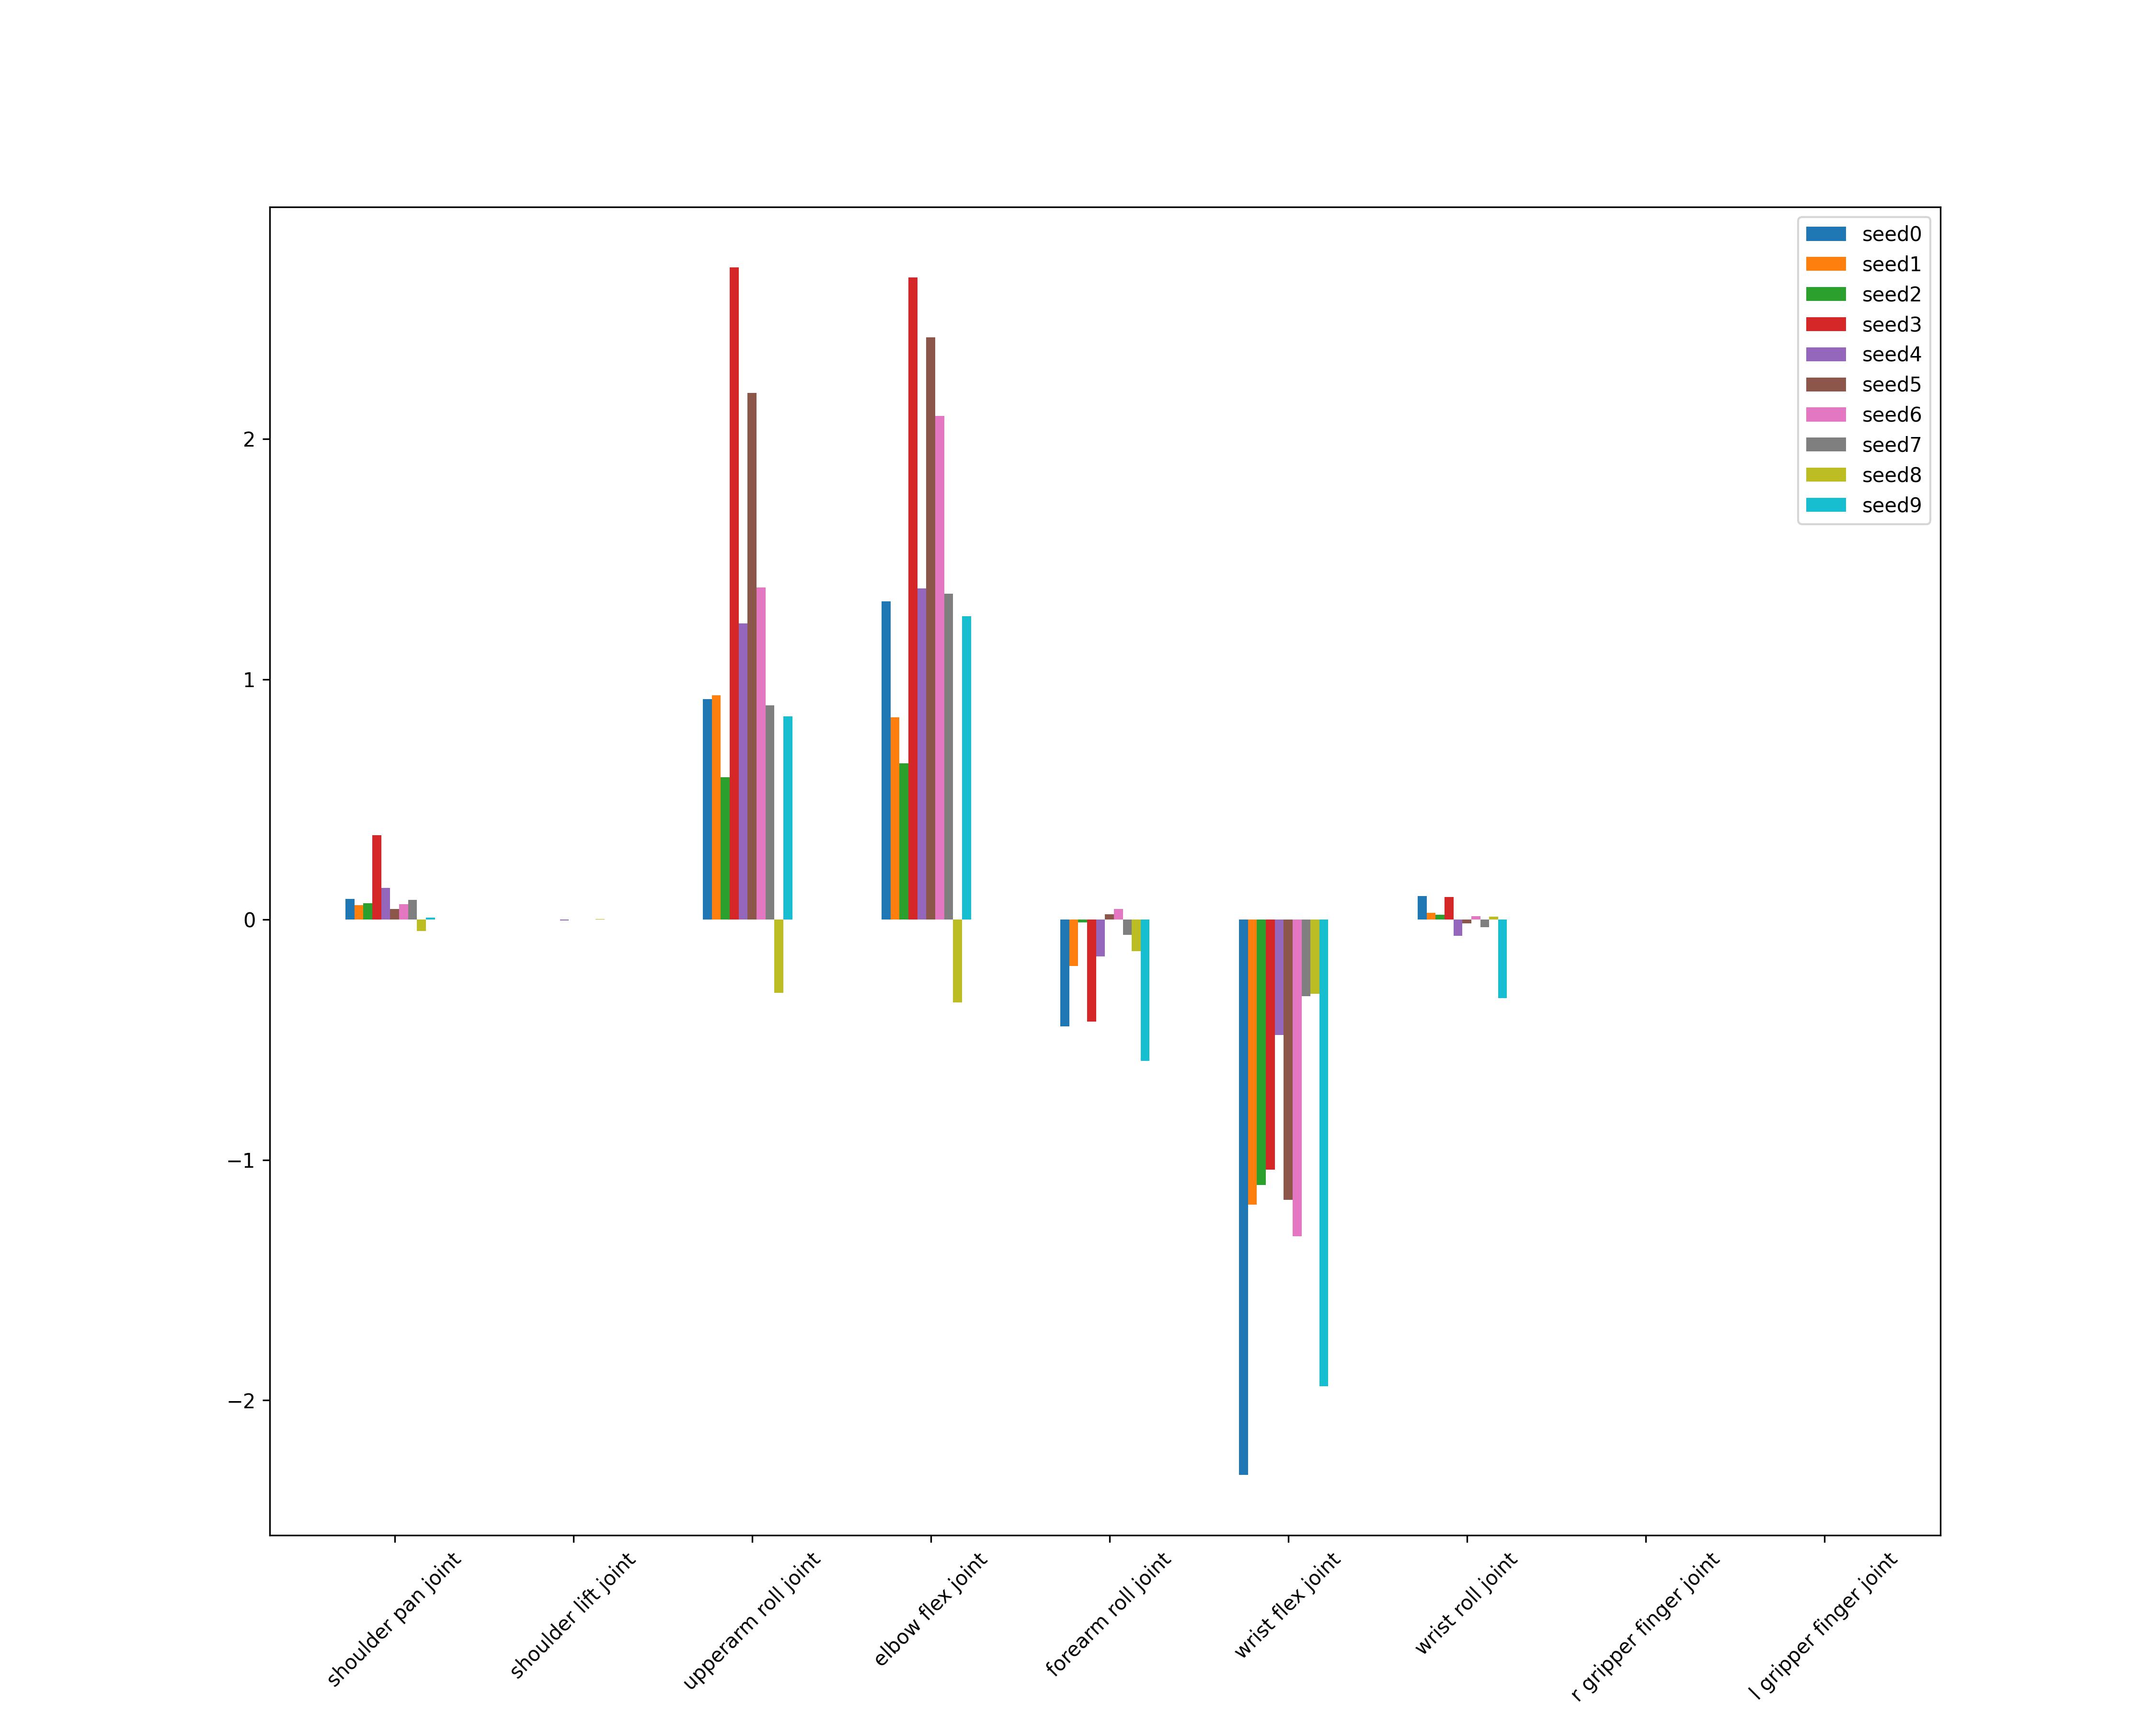 seed0
seed1
seed2
seed3
seed4
seed5
seed6
seed7
seed8
seed9
2
1
0
−1
−2
shoulder pan joint
shoulder lift joint
upperarm roll joint
elbow flex joint
forearm roll joint
wrist flex joint
wrist roll joint
r gripper finger joint
l gripper finger joint